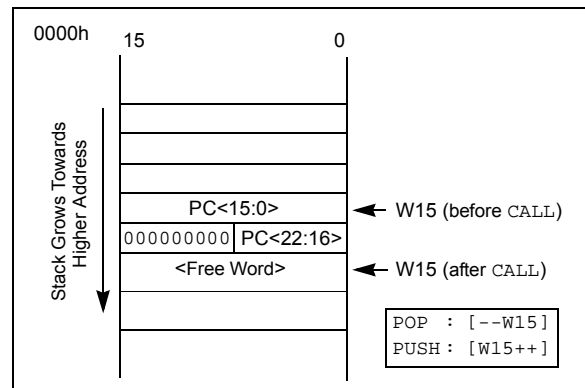 0000h
15 0
Stack Grows Towards
Higher Address
PC<15:0>
W15 (before CALL)
000000000 PC<22:16>
<Free Word>
W15 (after CALL)
POP : [--W15]
PUSH : [W15++]